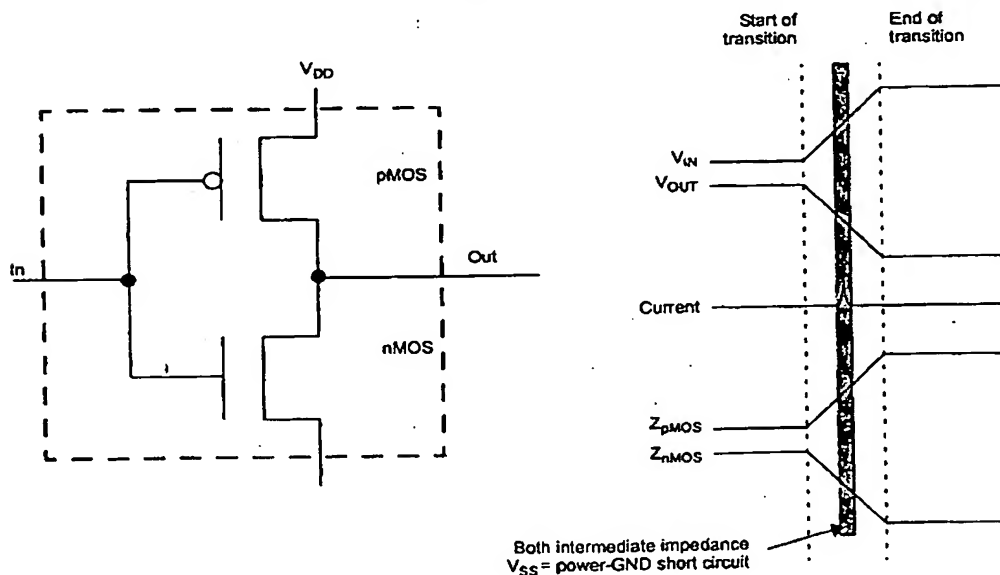 Start of
transition
End of
transition
VDD
pMOS
In
Out
nMOS
VIN
VOUT
Current
ZpMOS
ZnMOS
Both intermediate impedance
VSS = power-GND short circuit